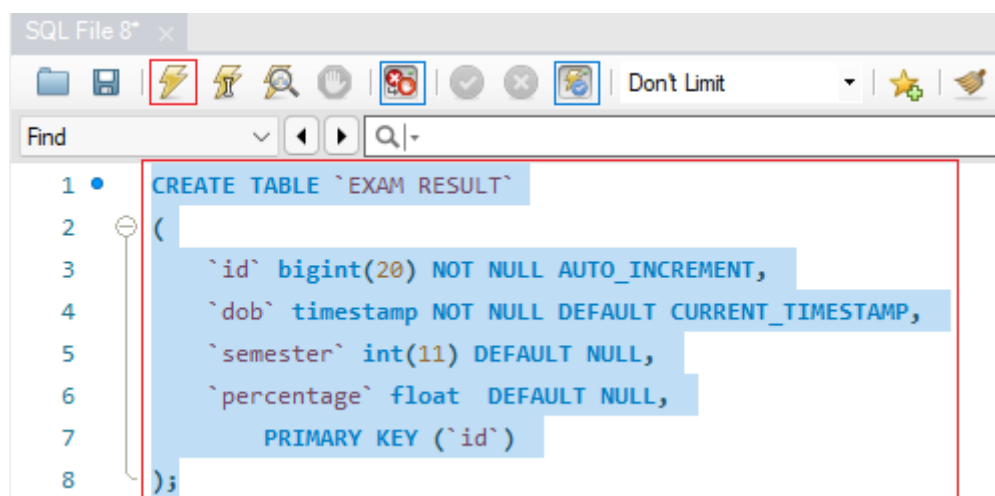 SQL File 8*
Don't Limit
Find
1 CREATE TABLE `EXAM RESULT`
2 (
3 `id` bigint(20) NOT NULL AUTO_INCREMENT,
4 `dob` timestamp NOT NULL DEFAULT CURRENT_TIMESTAMP,
5 `semester` int(11) DEFAULT NULL,
6 `percentage` float  DEFAULT NULL,
7 PRIMARY KEY (`id`)
8 );